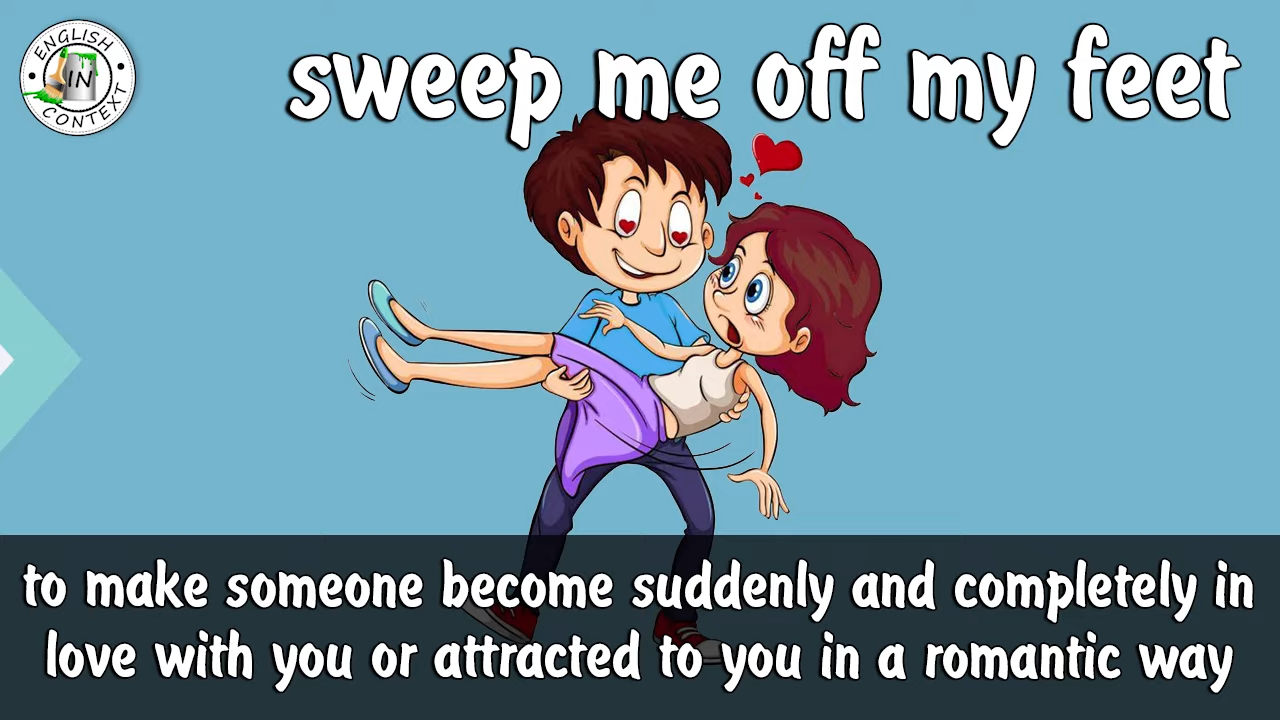 ENGLISH
IN
CONTEXT
sweep me off my feet
to make someone become suddenly and completely in
love with you or attracted to you in a romantic way